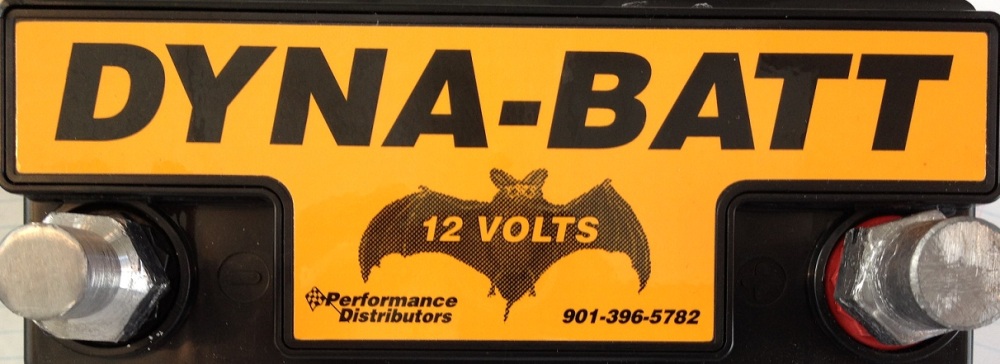 DYNA-BATT
12 VOLTS
Performance
Distributors
901-396-5782